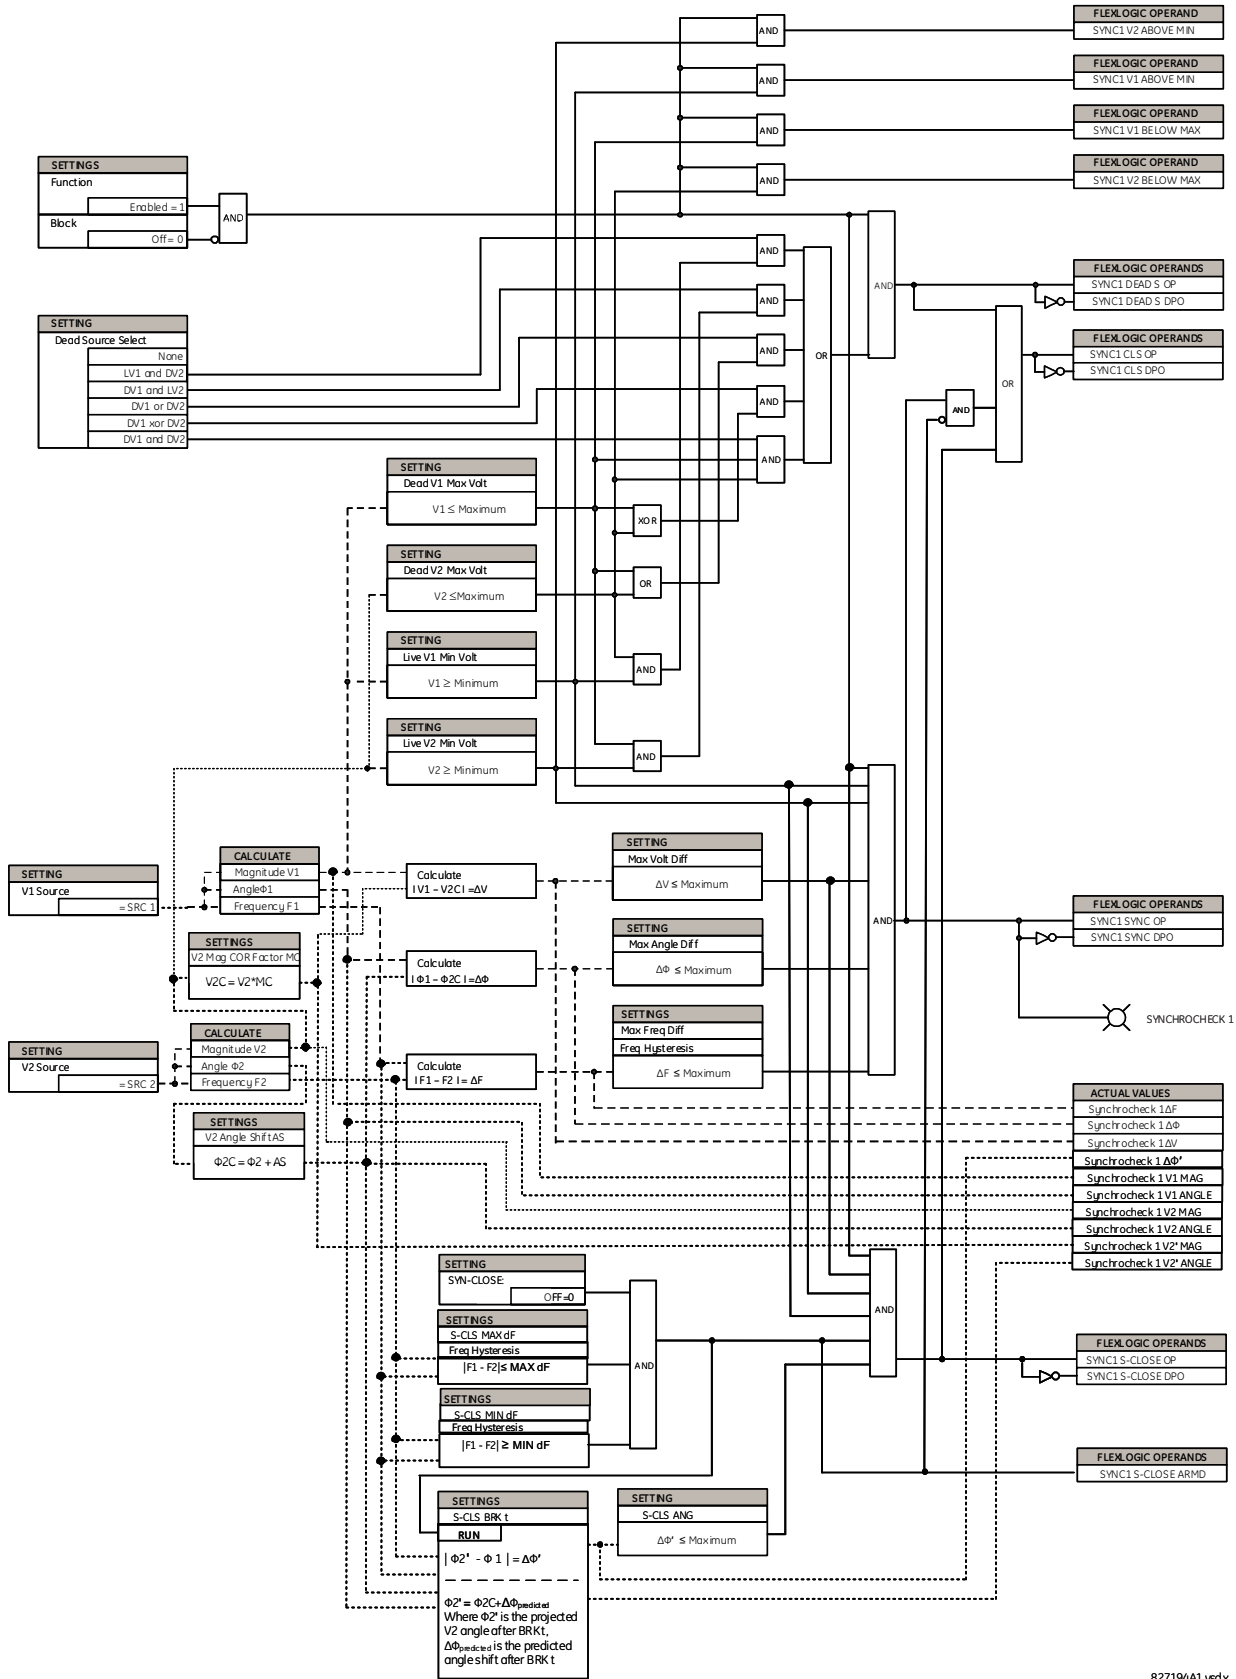 FLEXLOGIC OPERAND
SYNC1 V2 ABOVE MIN
AND
FLEXLOGIC OPERAND
SYNC1 V1 ABOVE MIN
AND
FLEXLOGIC OPERAND
SYNC1 V1 BELOW MAX
AND
FLEXLOGIC OPERAND
SYNC1 V2 BELOW MAX
AND
SETTINGS
Function
Enabled = 1
Block
Off = 0
AND
AND
AND
AND
AND
AND
OR
AND
FLEXLOGIC OPERANDS
SYNC1 DEAD S OP
SYNC1 DEAD S DPO
FLEXLOGIC OPERANDS
SYNC1 CLS OP
SYNC1 CLS DPO
OR
AND
SETTING
Dead Source Select
None
LV1 and DV2
DV1 and LV2
DV1 or DV2
DV1 xor DV2
DV1 and DV2
SETTING
Dead V1 Max Volt
V1 ≤ Maximum
XOR
SETTING
Dead V2 Max Volt
V2 ≤Maximum
OR
SETTING
Live V1 Min Volt
V1 ≥ Minimum
AND
SETTING
Live V2 Min Volt
V2 ≥ Minimum
AND
SETTING
V1 Source
= SRC 1
CALCULATE
Magnitude V1
AngleΦ1
Frequency F1
Calculate
I V1 – V2C I =ΔV
SETTING
Max Volt Diff
ΔV ≤ Maximum
AND
SETTINGS
V2 Mag COR Factor MC
V2C = V2*MC
Calculate
I Φ1 – Φ2C I =ΔΦ
SETTING
Max Angle Diff
ΔΦ ≤ Maximum
FLEXLOGIC OPERANDS
SYNC1 SYNC OP
SYNC1 SYNC DPO
SYNCHROCHECK 1
SETTING
V2 Source
= SRC 2
CALCULATE
Magnitude V2
Angle Φ2
Frequency F2
Calculate
I F1 – F2 I = ΔF
SETTINGS
Max Freq Diff
Freq Hysteresis
ΔF ≤ Maximum
SETTINGS
V2 Angle Shift AS
Φ2C = Φ2 + AS
ACTUAL VALUES
Synchrocheck 1ΔF
Synchrocheck 1ΔΦ
Synchrocheck 1ΔV
Synchrocheck 1 ΔΦ'
Synchrocheck 1 V1 MAG
Synchrocheck 1 V1 ANGLE
Synchrocheck 1 V2 MAG
Synchrocheck 1 V2 ANGLE
Synchrocheck 1 V2' MAG
Synchrocheck 1 V2' ANGLE
SETTING
SYN-CLOSE:
OFF=0
SETTINGS
S-CLS MAX dF
Freq Hysteresis
|F1 - F2|≤ MAX dF
AND
AND
SETTINGS
S-CLS MIN dF
Freq Hysteresis
|F1 - F2| ≥ MIN dF
FLEXLOGIC OPERANDS
SYNC1 S-CLOSE OP
SYNC1 S-CLOSE DPO
FLEXLOGIC OPERANDS
SYNC1 S-CLOSE ARMD
SETTINGS
S-CLS BRK t
RUN
| Φ2' - Φ 1 | = ΔΦ'
Φ2' = Φ2C+ΔΦpredicted
Where Φ2' is the projected
V2 angle after BRK t,
ΔΦpredicted is the predicted
angle shift after BRK t
SETTING
S-CLS ANG
ΔΦ' ≤ Maximum
827194A1.vsdx